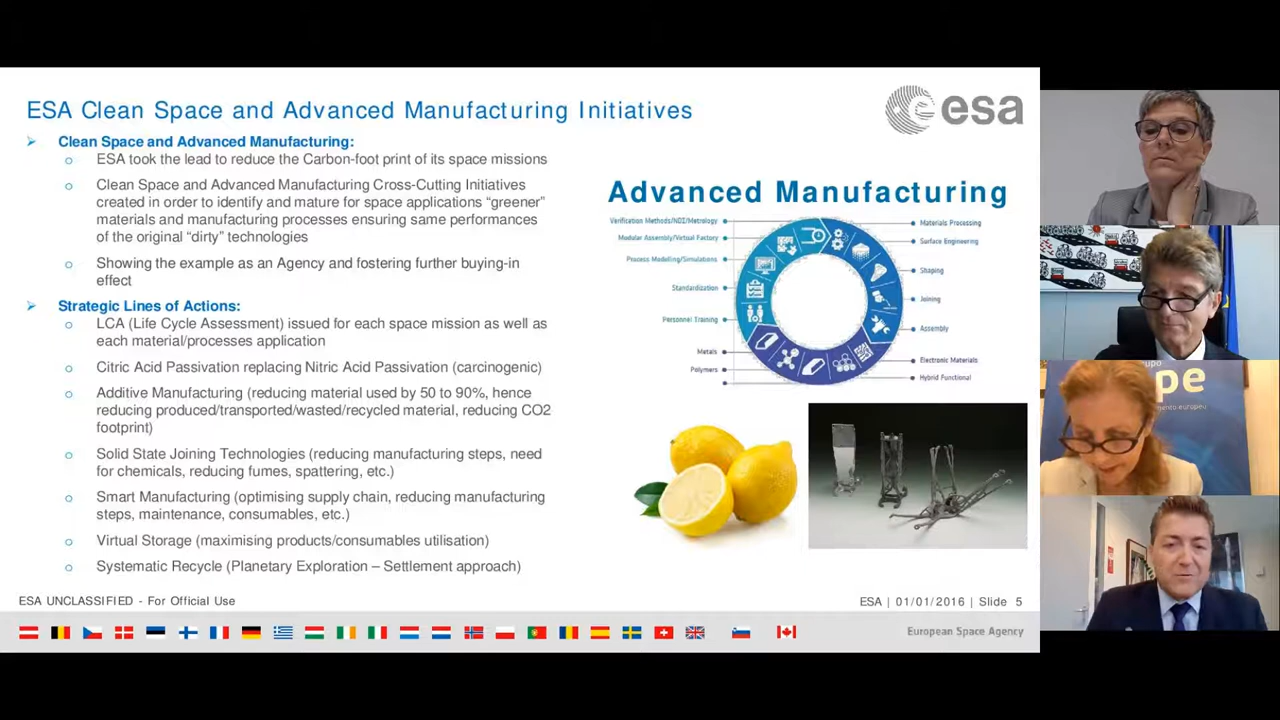 ESA Clean Space and Advanced Manufacturing Initiatives
esa
Clean Space and Advanced Manufacturing:
ESA took the lead to reduce the Carbon-foot print of its space missions
Clean Space and Advanced Manufacturing Cross-Cutting Initiatives
created in order to identify and mature for space applications “greener”
materials and manufacturing processes ensuring same performances
of the original “dirty” technologies
Showing the example as an Agency and fostering further buying-in
effect
Strategic Lines of Actions:
LCA (Life Cycle Assessment) issued for each space mission as well as
each material/processes application
Citric Acid Passivation replacing Nitric Acid Passivation (carcinogenic)
Additive Manufacturing (reducing material used by 50 to 90%, hence
reducing produced/transported/wasted/recycled material, reducing CO2
footprint)
Solid State Joining Technologies (reducing manufacturing steps, need
for chemicals, reducing fumes, spattering, etc.)
Smart Manufacturing (optimising supply chain, reducing manufacturing
steps, maintenance, consumables, etc.)
Virtual Storage (maximising products/consumables utilisation)
Systematic Recycle (Planetary Exploration – Settlement approach)
Advanced Manufacturing
Verification Methods/NDI/Metrology
Modular Assembly/Virtual Factory
Process Modelling/Simulations
Standardization
Personnel Training
Metals
Polymers
Materials Processing
Surface Engineering
Shaping
Joining
Assembly
Electronic Materials
Hybrid Functional
ESA UNCLASSIFIED - For Official Use
ESA | 01/01/2016 | Slide 5
European Space Agency